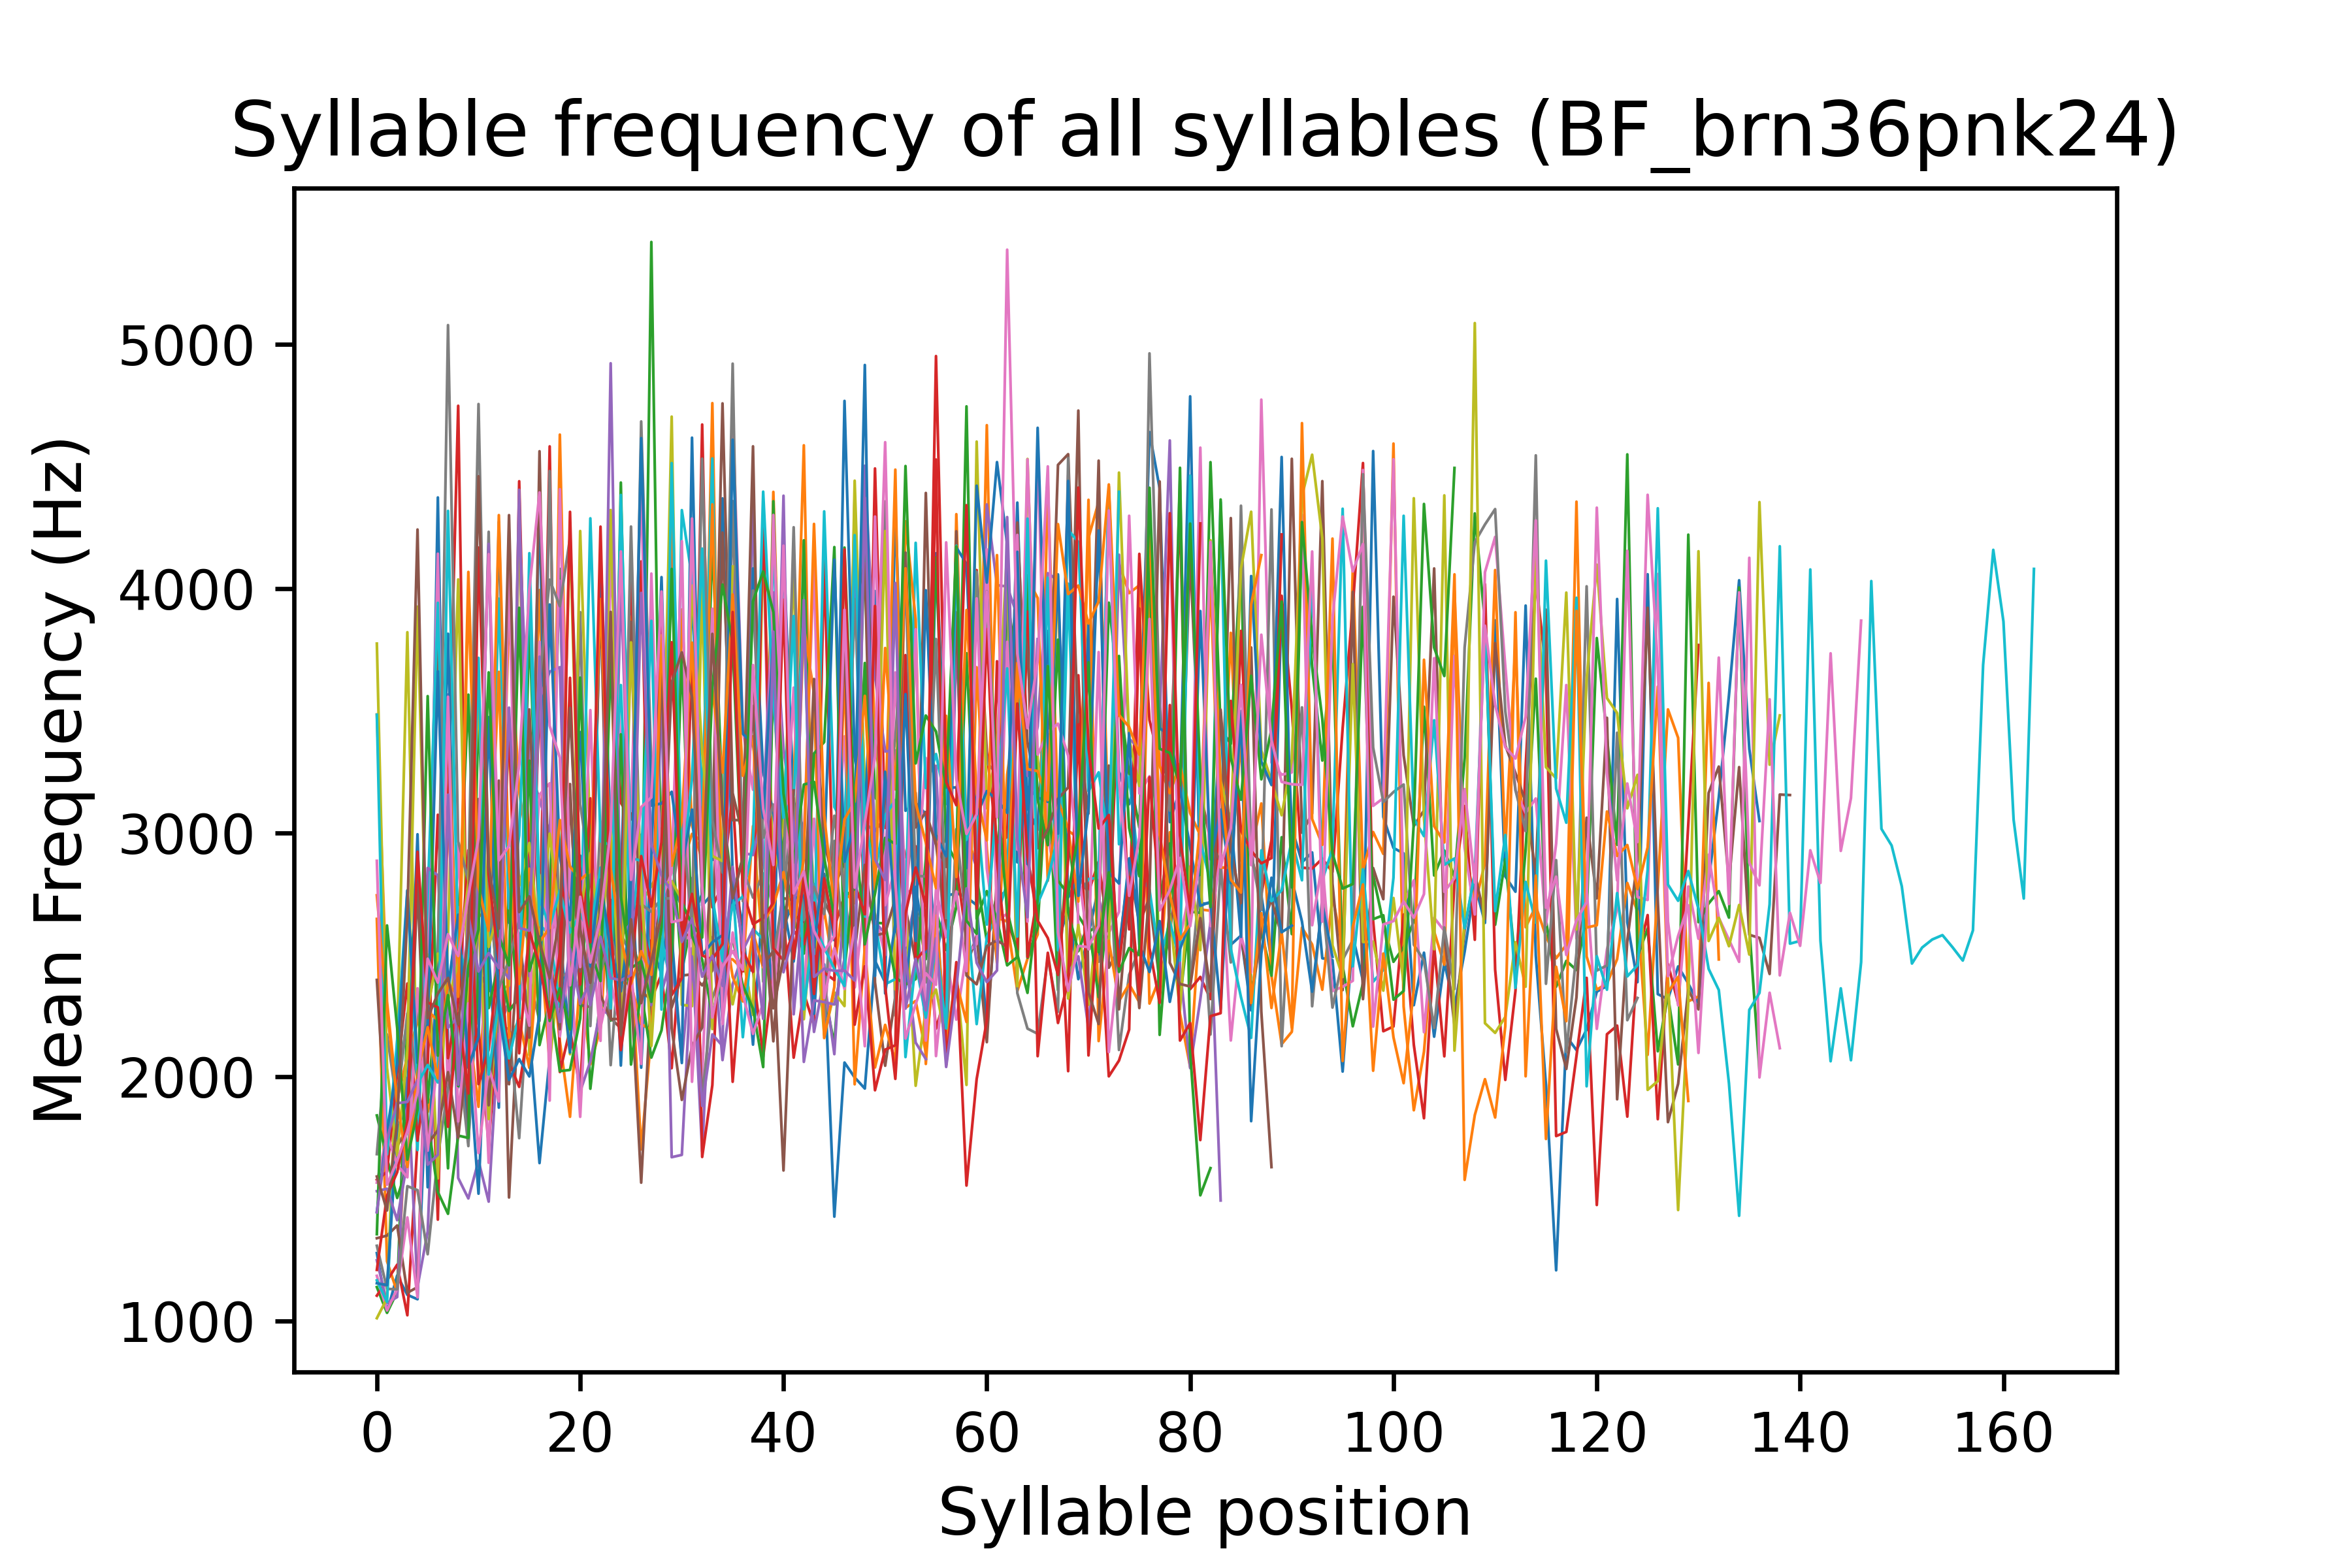 Syllable frequency of all syllables (BF_brn36pnk24)
Mean Frequency (Hz)
5000
4000
3000
2000
1000
0 20 40 60 80 100 120 140 160
Syllable position